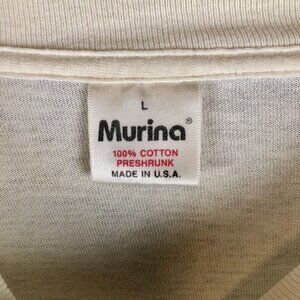 L
Murina®
100% COTTON
PRESHRUNK
MADE IN U.S.A.